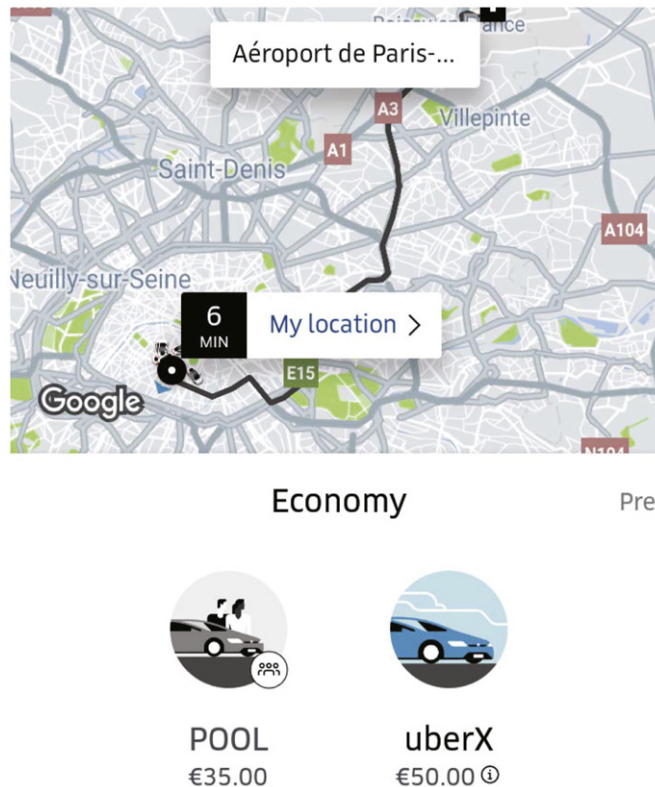 Aéroport de Paris-...
A3
Villepinte
A1
Saint-Denis
A104
Neuilly-sur-Seine
6
MIN
My location
E15
Google
N104
Economy
Pre
POOL
uberX
€35.00
€50.00